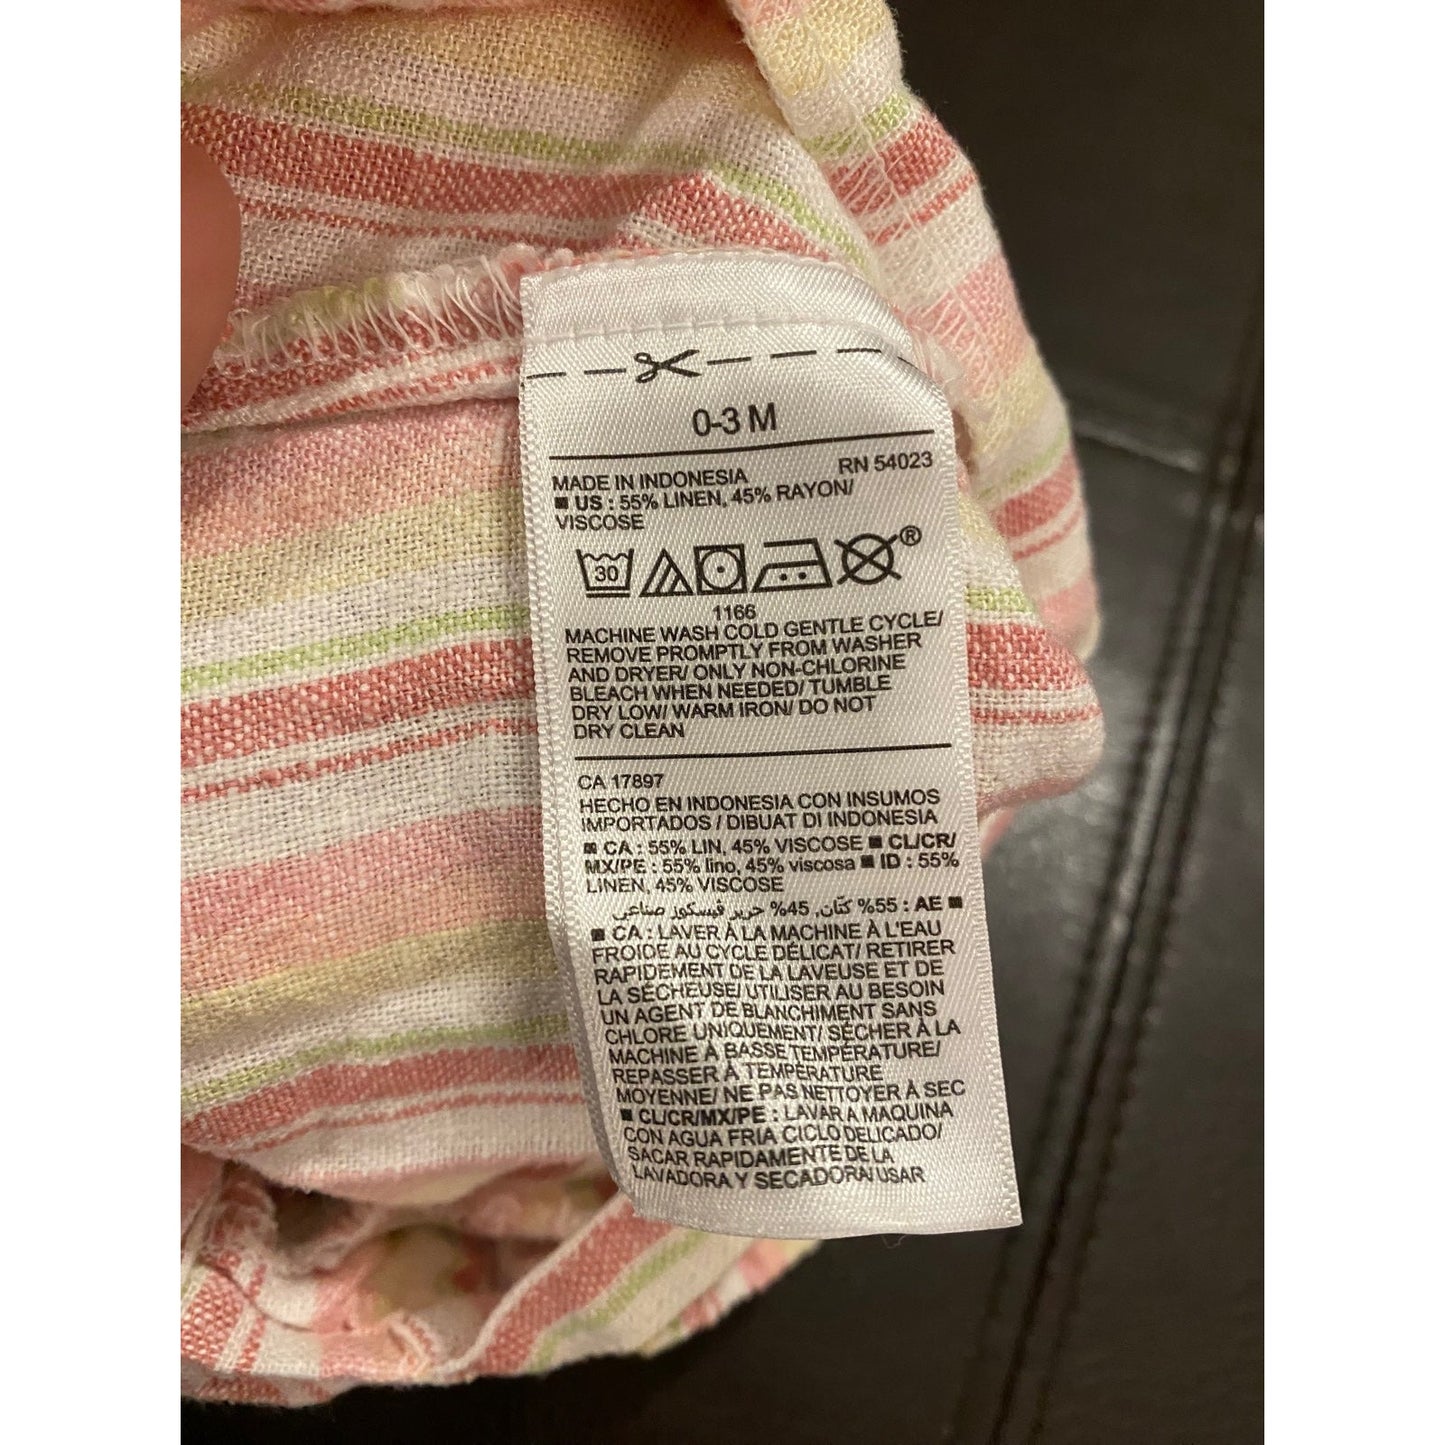 0-3 M
MADE IN INDONESIA RN 54023
■ US : 55% LINEN, 45% RAYON/
VISCOSE
30 ®
1166
MACHINE WASH COLD GENTLE CYCLE/
REMOVE PROMPTLY FROM WASHER
AND DRYER/ ONLY NON-CHLORINE
BLEACH WHEN NEEDED/ TUMBLE
DRY LOW/ WARM IRON/ DO NOT
DRY CLEAN
CA 17897
HECHO EN INDONESIA CON INSUMOS
IMPORTADOS / DIBUAT DI INDONESIA
■ CA : 55% LIN, 45% VISCOSE ■ CL/CR/
MX/PE : 55% lino, 45% viscosa ■ ID : 55%
LINEN, 45% VISCOSE
■ AE : 55% كتّان, 45% حرير ڤيسكوز صناعي
■ CA : LAVER À LA MACHINE À L'EAU
FROIDE AU CYCLE DÉLICAT/ RETIRER
RAPIDEMENT DE LA LAVEUSE ET DE
LA SÉCHEUSE/ UTILISER AU BESOIN
UN AGENT DE BLANCHIMENT SANS
CHLORE UNIQUEMENT/ SÉCHER À LA
MACHINE À BASSE TEMPÉRATURE/
REPASSER À TEMPÉRATURE
MOYENNE/ NE PAS NETTOYER À SEC
■ CL/CR/MX/PE : LAVAR A MAQUINA
CON AGUA FRIA CICLO DELICADO/
SACAR RAPIDAMENTE DE LA
LAVADORA Y SECADORA/ USAR